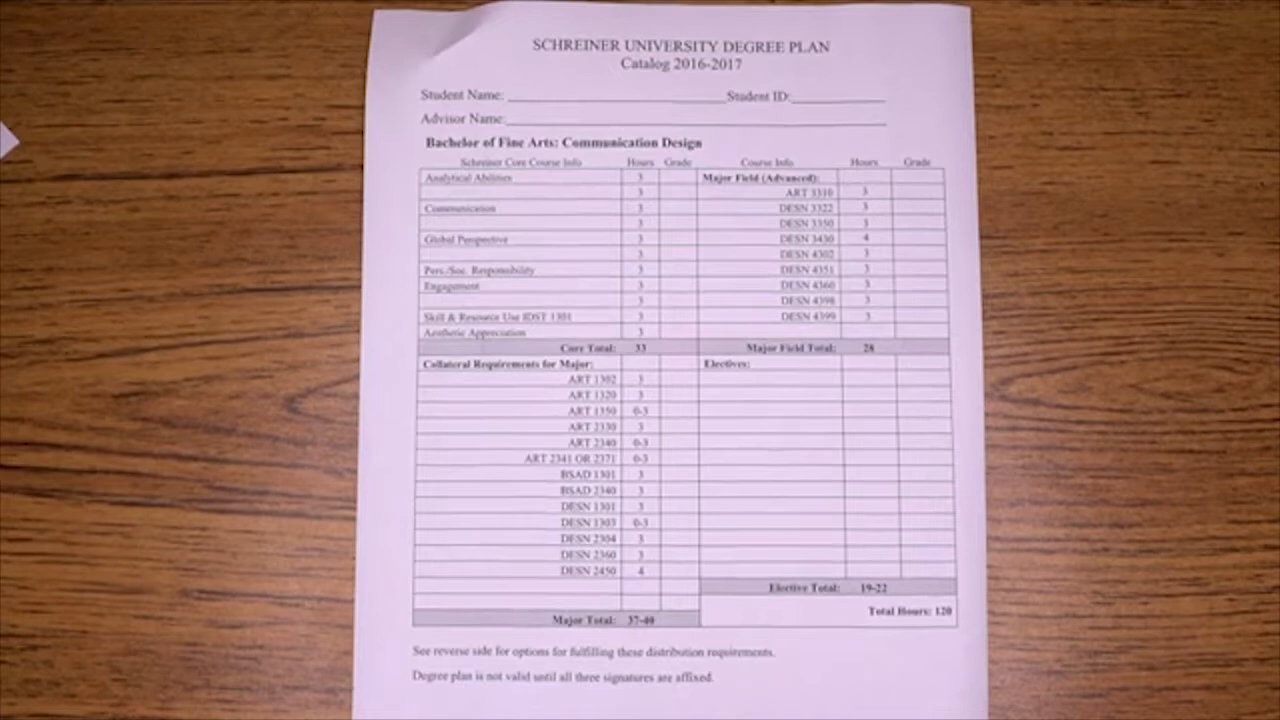 SCHREINER UNIVERSITY DEGREE PLAN
Catalog 2016-2017
Student Name: Student ID:
Advisor Name:
Bachelor of Fine Arts: Communication Design
Schreiner Core Course Info Hours Grade
Analytical Abilities 3
3
Communication 3
3
Global Perspective 3
3
Pers./Soc. Responsibility 3
Engagement 3
3
Skill & Resource Use IDST 1301 3
Aesthetic Appreciation 3
Core Total: 33
Collateral Requirements for Major:
ART 1302 3
ART 1320 3
ART 1350 0-3
ART 2330 3
ART 2340 0-3
ART 2341 OR 2371 0-3
BSAD 1301 3
BSAD 2340 3
DESN 1301 3
DESN 1303 0-3
DESN 2304 3
DESN 2360 3
DESN 2450 4
Major Total: 37-40
Course Info Hours Grade
Major Field (Advanced):
ART 3310 3
DESN 3322 3
DESN 3350 3
DESN 3430 4
DESN 4302 3
DESN 4351 3
DESN 4360 3
DESN 4398 3
DESN 4399 3
Major Field Total: 28
Electives:
Elective Total: 19-22
Total Hours: 120
See reverse side for options for fulfilling these distribution requirements.
Degree plan is not valid until all three signatures are affixed.